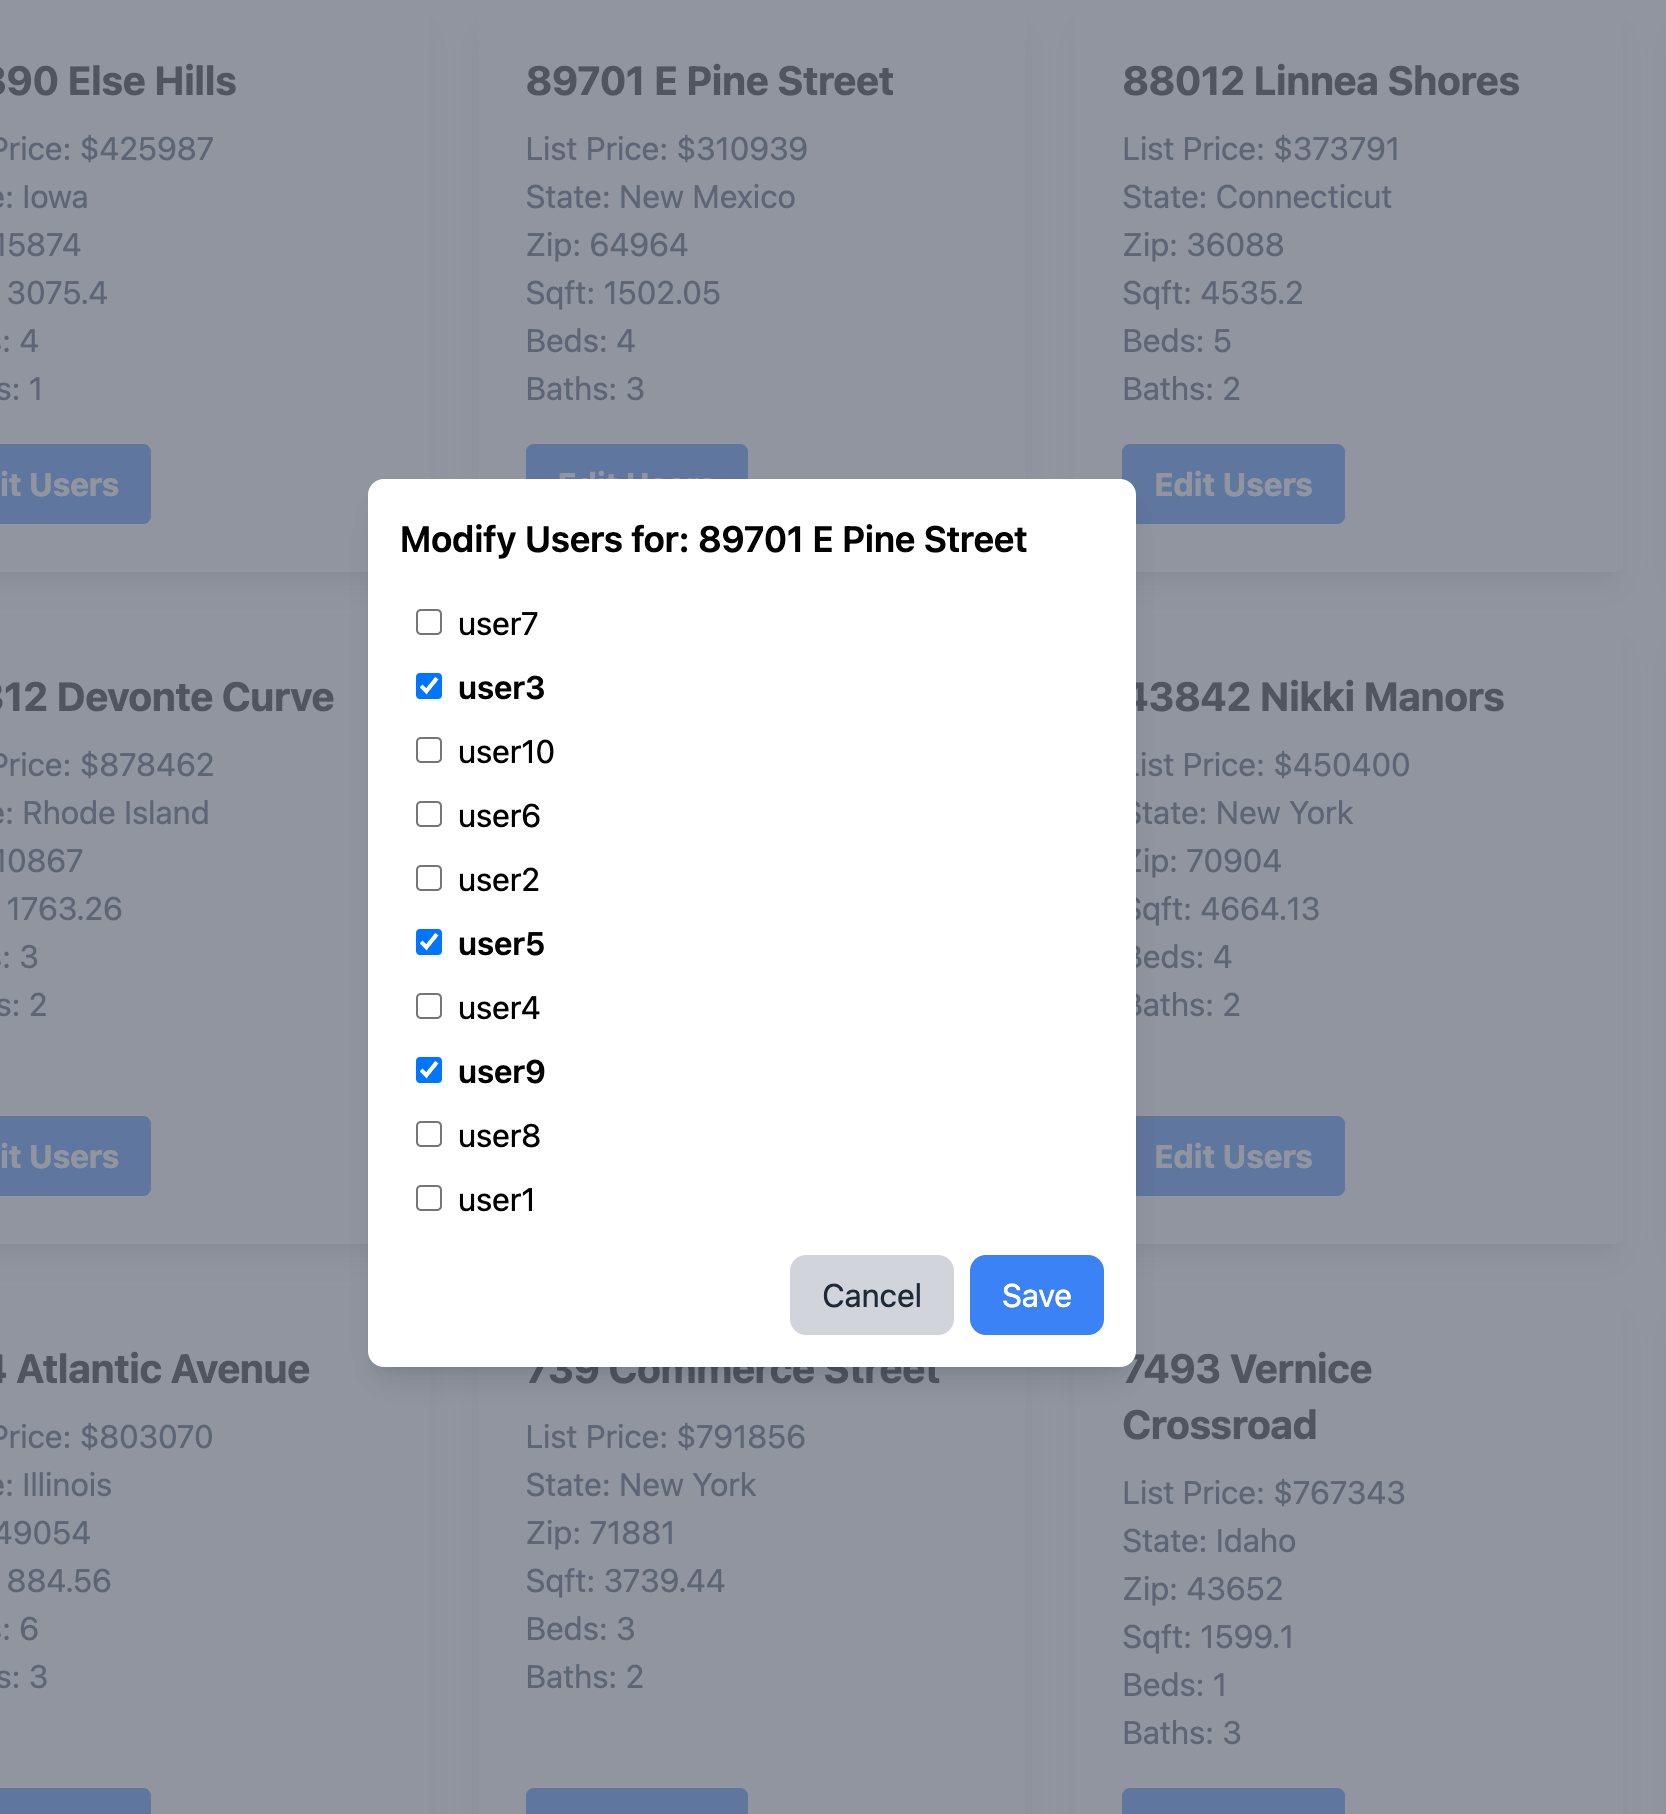 390 Else Hills
Price: $425987
: Iowa
15874
3075.4
: 4
s: 1
it Users
89701 E Pine Street
List Price: $310939
State: New Mexico
Zip: 64964
Sqft: 1502.05
Beds: 4
Baths: 3
Edit Users
88012 Linnea Shores
List Price: $373791
State: Connecticut
Zip: 36088
Sqft: 4535.2
Beds: 5
Baths: 2
Edit Users
Modify Users for: 89701 E Pine Street
user7
user3
user10
user6
user2
user5
user4
user9
user8
user1
Cancel
Save
312 Devonte Curve
Price: $878462
: Rhode Island
10867
1763.26
: 3
s: 2
it Users
43842 Nikki Manors
List Price: $450400
State: New York
Zip: 70904
Sqft: 4664.13
Beds: 4
Baths: 2
Edit Users
4 Atlantic Avenue
Price: $803070
: Illinois
49054
884.56
: 6
s: 3
739 Commerce Street
List Price: $791856
State: New York
Zip: 71881
Sqft: 3739.44
Beds: 3
Baths: 2
7493 Vernice
Crossroad
List Price: $767343
State: Idaho
Zip: 43652
Sqft: 1599.1
Beds: 1
Baths: 3